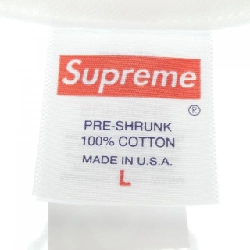 Supreme
®
PRE-SHRUNK
100% COTTON
MADE IN U.S.A.
L